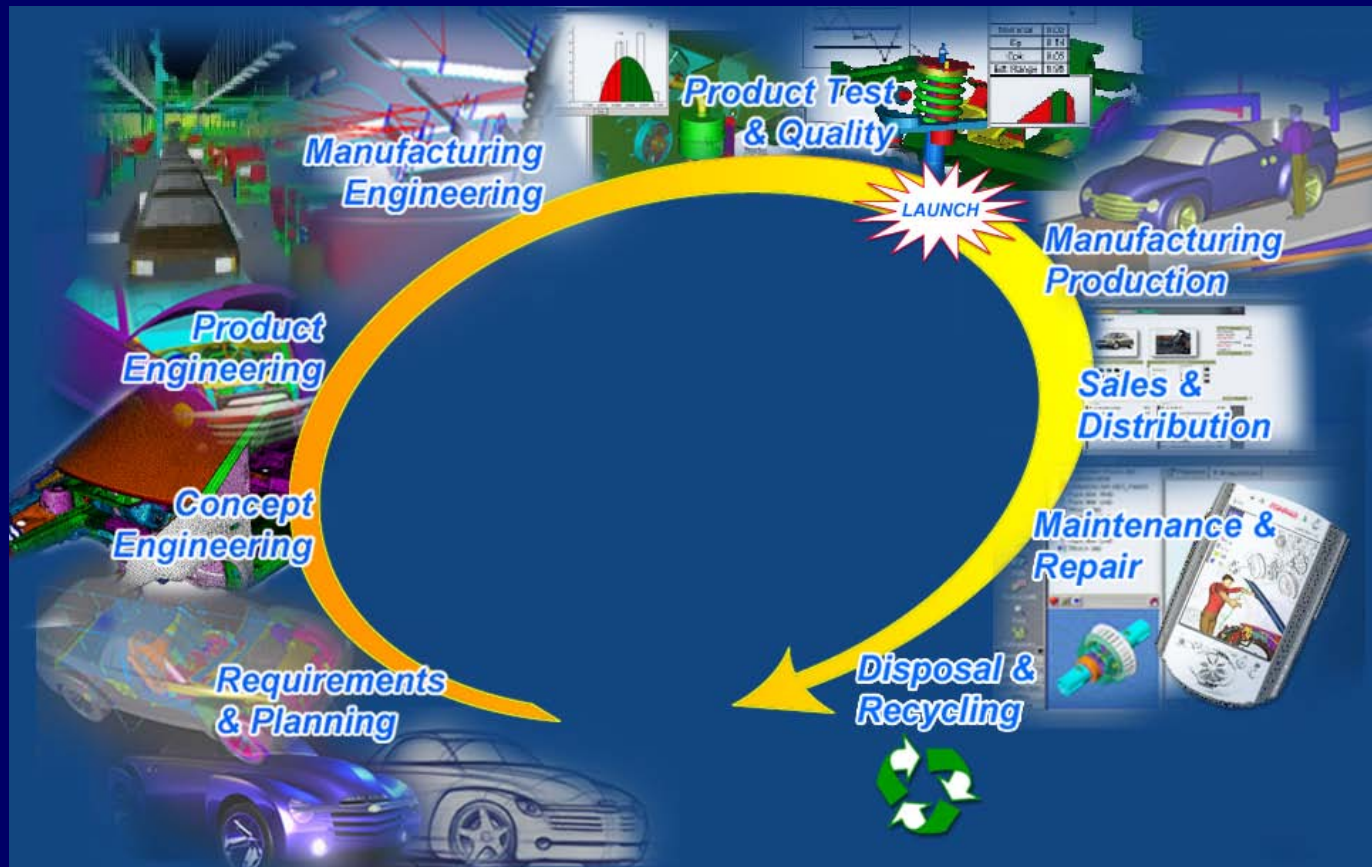 Product Test
& Quality
Manufacturing
Engineering
LAUNCH
Manufacturing
Production
Product
Engineering
Sales &
Distribution
Concept
Engineering
Maintenance &
Repair
Requirements
& Planning
Disposal &
Recycling